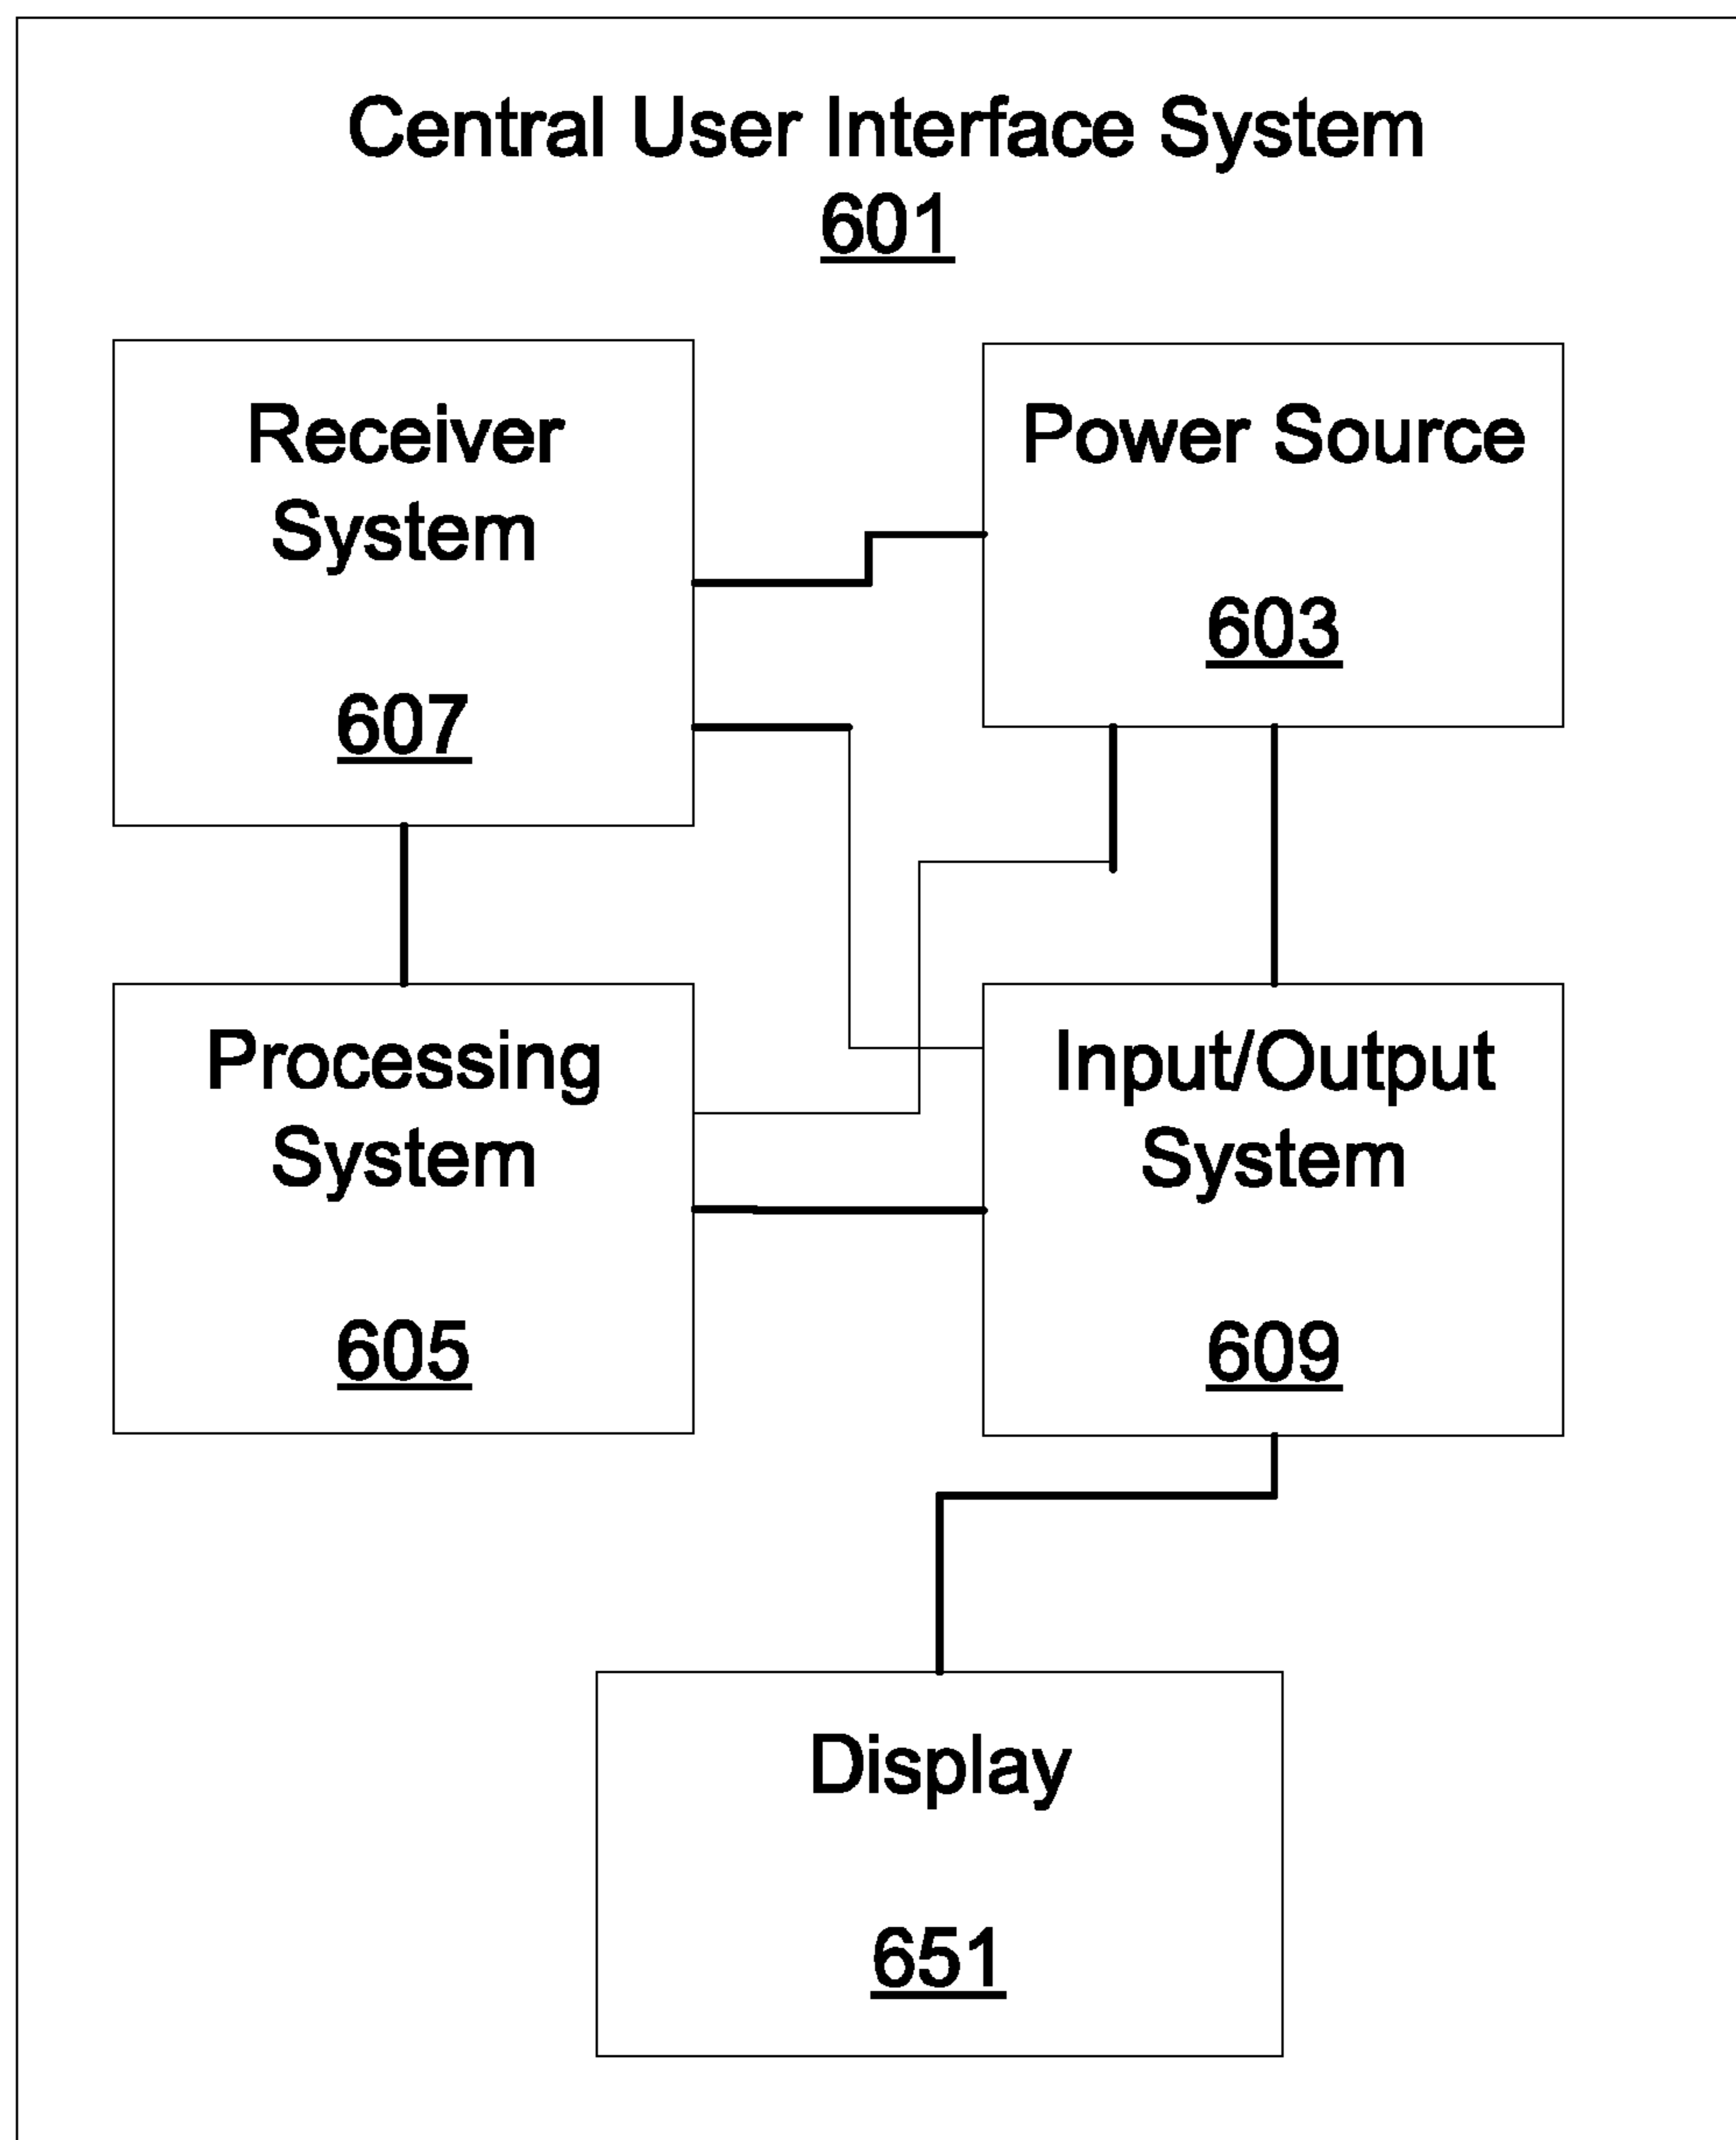 Central User Interface System
601
Receiver
System
607
Power Source
603
Processing
System
605
Input/Output
System
609
Display
651